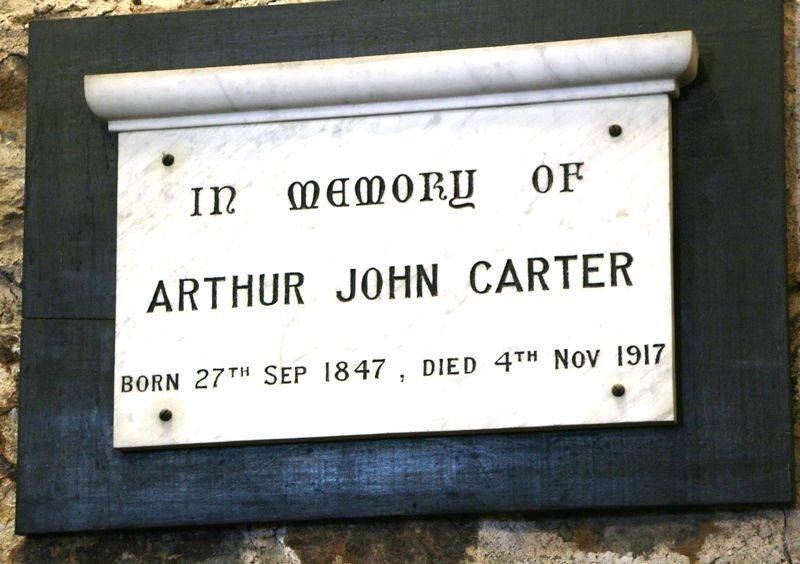 IN MEMORY OF
ARTHUR JOHN CARTER
BORN 27TH SEP 1847, DIED 4TH NOV 1917